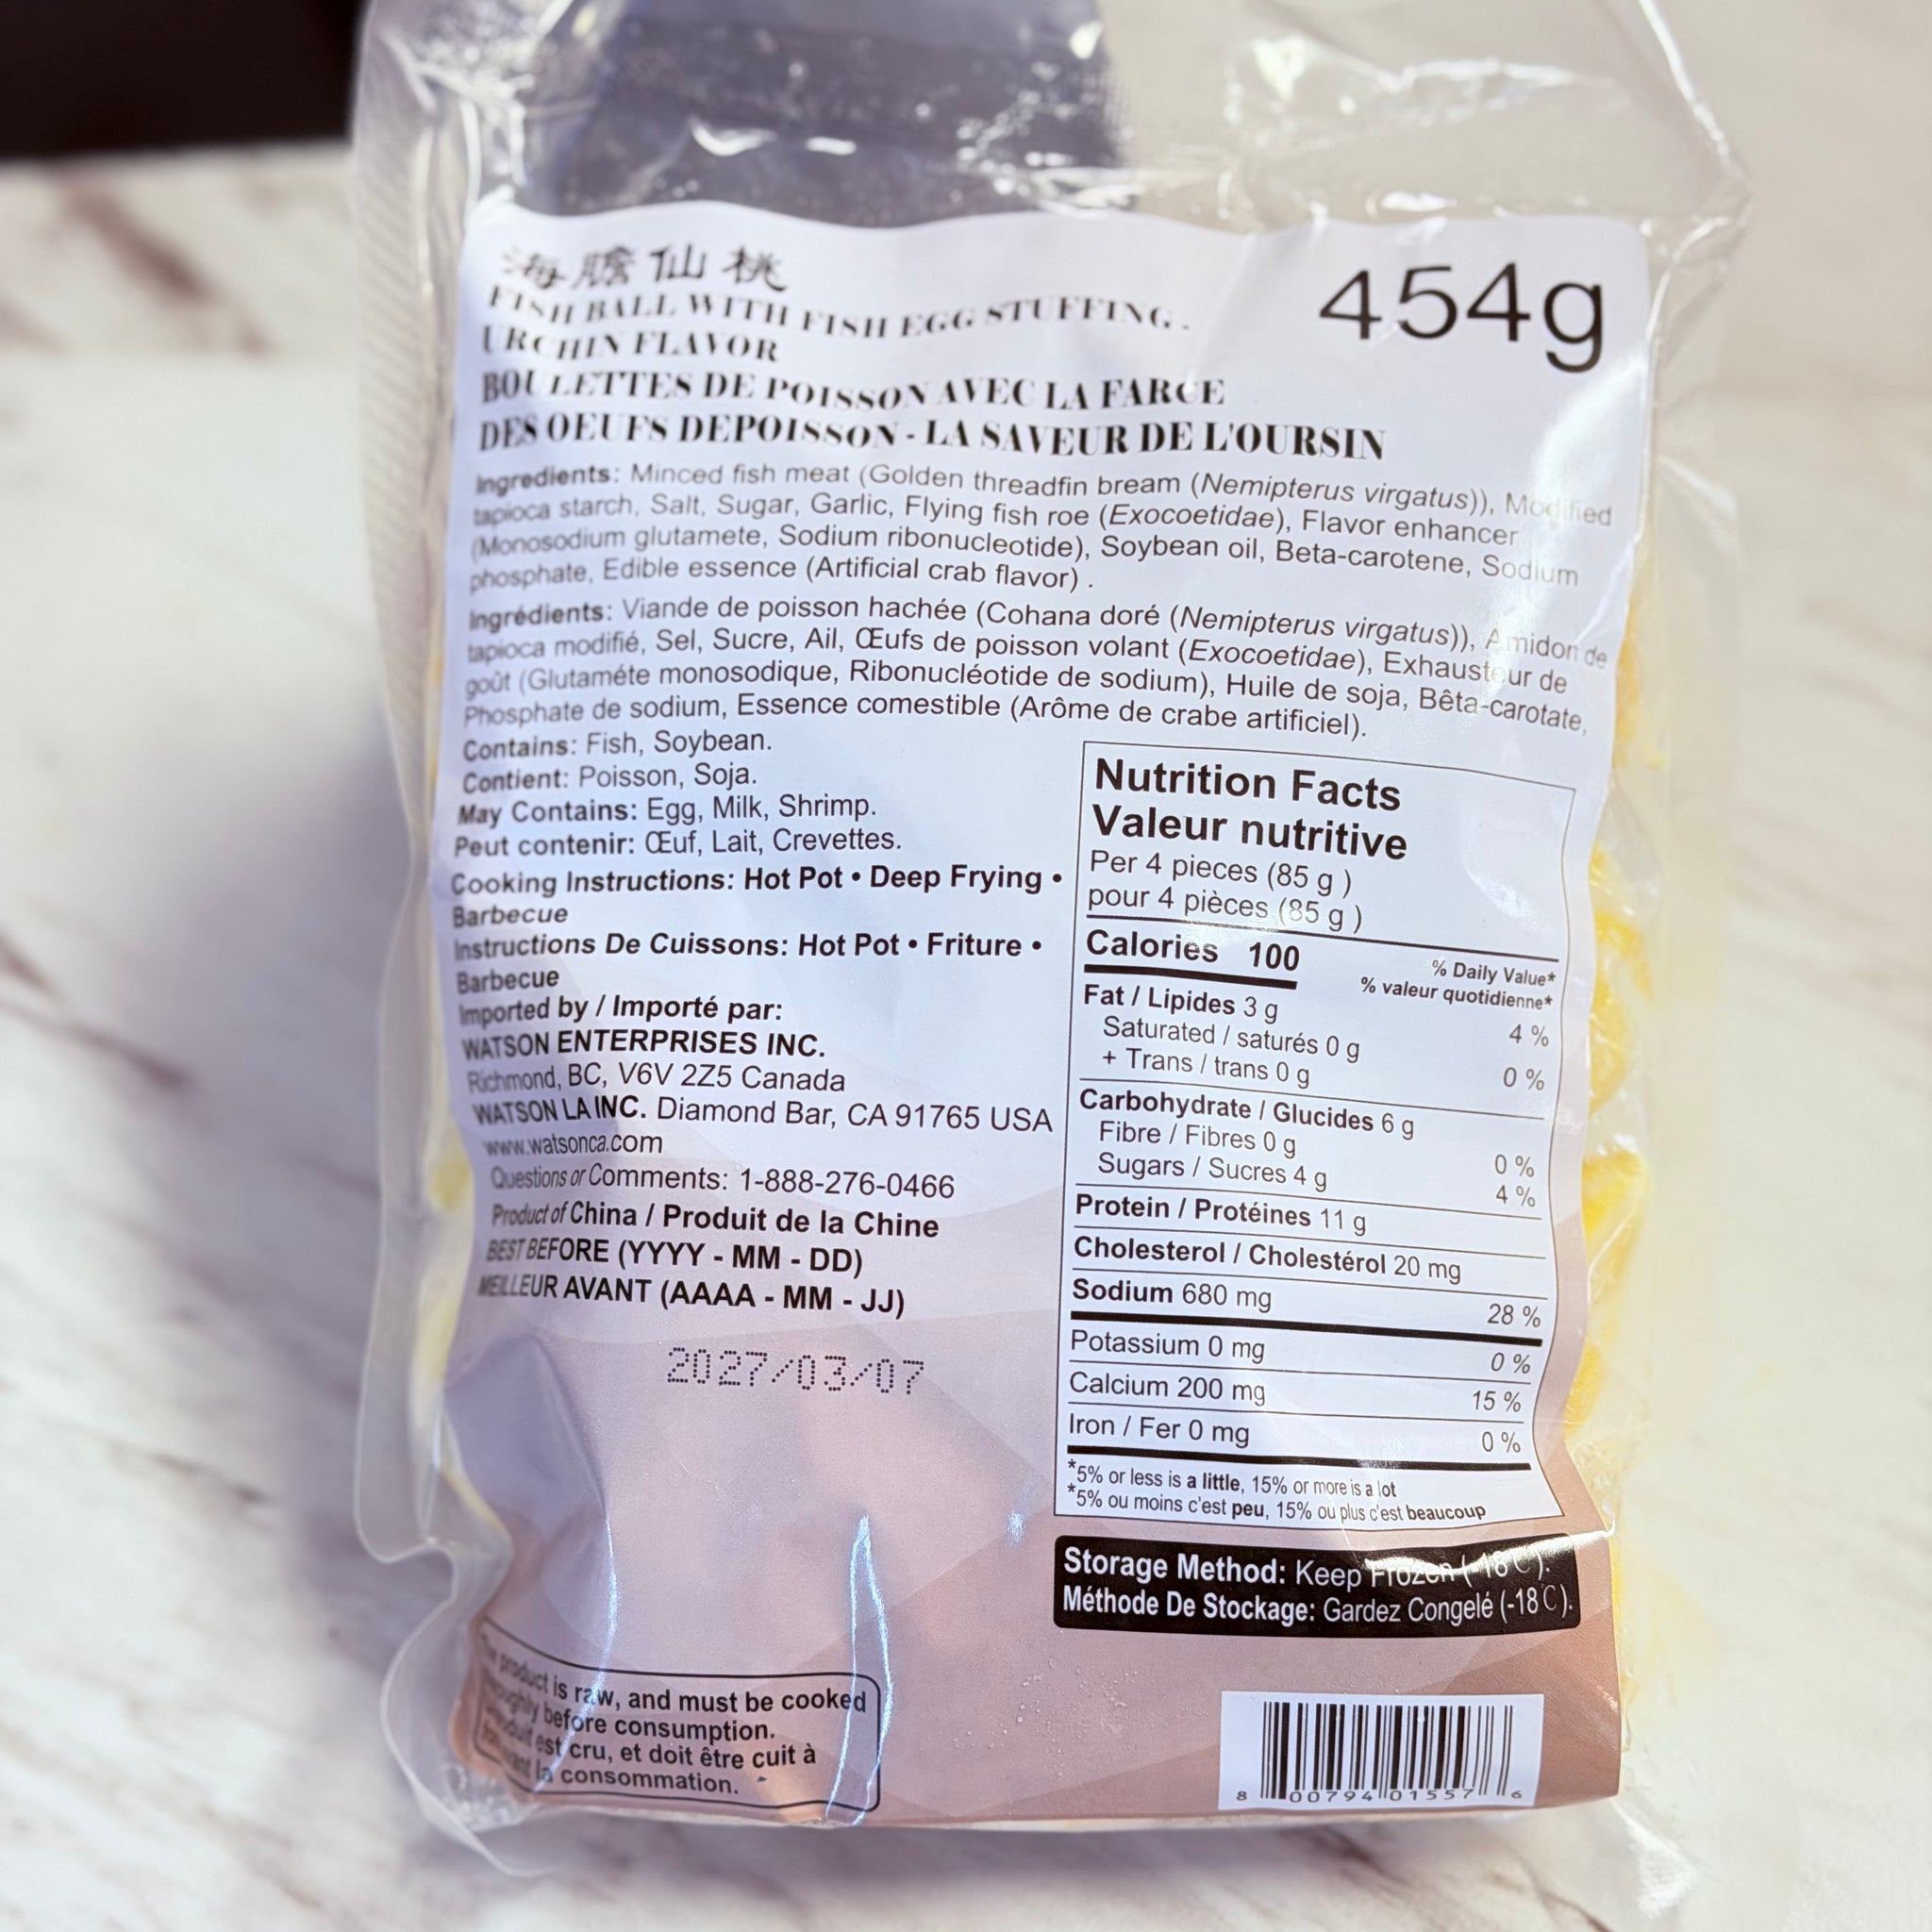 海膽仙桃
454g
FISH BALL WITH FISH EGG STUFFING -
URCHIN FLAVOR
BOULETTES DE POISSON AVEC LA FARCE
DES OEUFS DEPOISSON - LA SAVEUR DE L'OURSIN
Ingredients: Minced fish meat (Golden threadfin bream (Nemipterus virgatus)), Modified
tapioca starch, Salt, Sugar, Garlic, Flying fish roe (Exocoetidae), Flavor enhancer
(Monosodium glutamete, Sodium ribonucleotide), Soybean oil, Beta-carotene, Sodium
phosphate, Edible essence (Artificial crab flavor) .
Ingrédients: Viande de poisson hachée (Cohana doré (Nemipterus virgatus)), Amidon de
tapioca modifié, Sel, Sucre, Ail, Œufs de poisson volant (Exocoetidae), Exhausteur de
goût (Glutaméte monosodique, Ribonucléotide de sodium), Huile de soja, Bêta-carotate,
Phosphate de sodium, Essence comestible (Arôme de crabe artificiel).
Contains: Fish, Soybean.
Contient: Poisson, Soja.
May Contains: Egg, Milk, Shrimp.
Peut contenir: Œuf, Lait, Crevettes.
Cooking Instructions: Hot Pot • Deep Frying •
Barbecue
Instructions De Cuissons: Hot Pot • Friture •
Barbecue
Imported by / Importé par:
WATSON ENTERPRISES INC.
Richmond, BC, V6V 2Z5 Canada
WATSON LA INC. Diamond Bar, CA 91765 USA
www.watsonca.com
Questions or Comments: 1-888-276-0466
Product of China / Produit de la Chine
BEST BEFORE (YYYY - MM - DD)
MEILLEUR AVANT (AAAA - MM - JJ)
2027/03/07
Nutrition Facts
Valeur nutritive
Per 4 pieces (85 g )
pour 4 pièces (85 g )
Calories 100
% Daily Value*
% valeur quotidienne*
Fat / Lipides 3 g 4 %
Saturated / saturés 0 g
+ Trans / trans 0 g 0 %
Carbohydrate / Glucides 6 g
Fibre / Fibres 0 g 0 %
Sugars / Sucres 4 g 4 %
Protein / Protéines 11 g
Cholesterol / Cholestérol 20 mg
Sodium 680 mg 28 %
Potassium 0 mg 0 %
Calcium 200 mg 15 %
Iron / Fer 0 mg 0 %
*5% or less is a little, 15% or more is a lot
*5% ou moins c'est peu, 15% ou plus c'est beaucoup
Storage Method: Keep Frozen (-18℃).
Méthode De Stockage: Gardez Congelé (-18℃).
product is raw, and must be cooked
before consumption.
est cru, et doit être cuit à
la consommation.
8 00794 01557 6